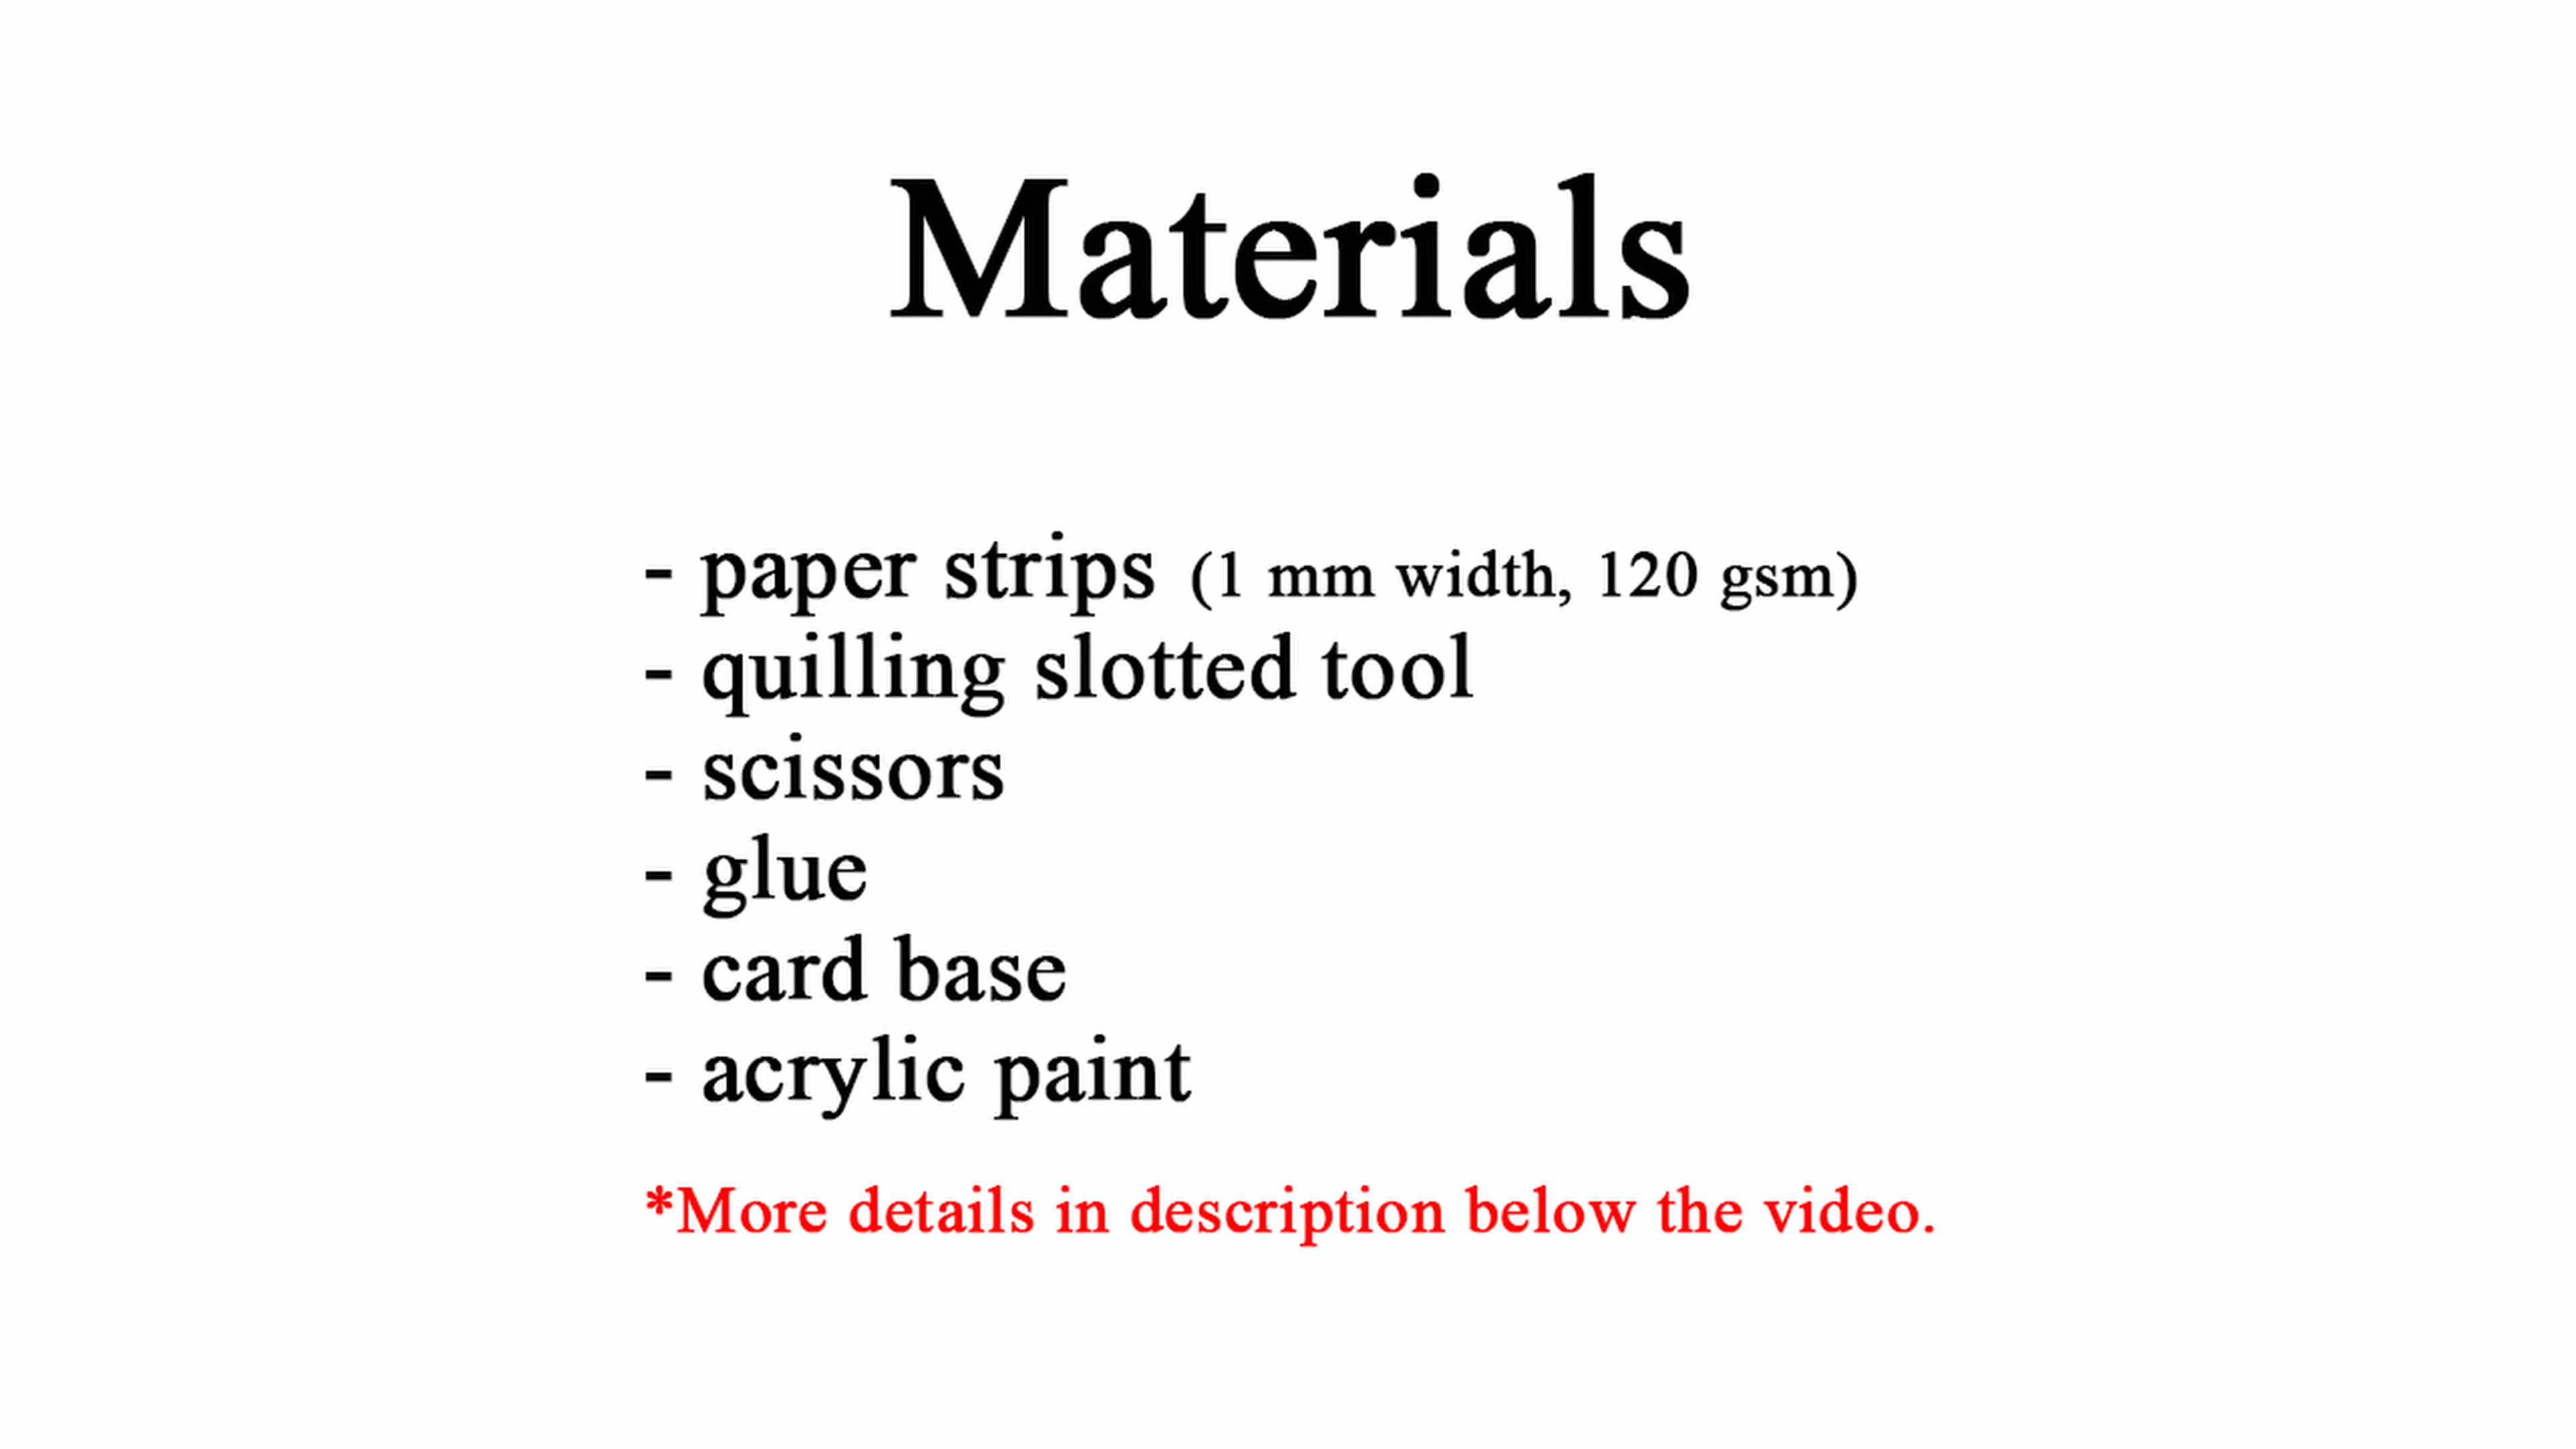 Materials
- paper strips (1 mm width, 120 gsm)
- quilling slotted tool
- scissors
- glue
- card base
- acrylic paint
*More details in description below the video.